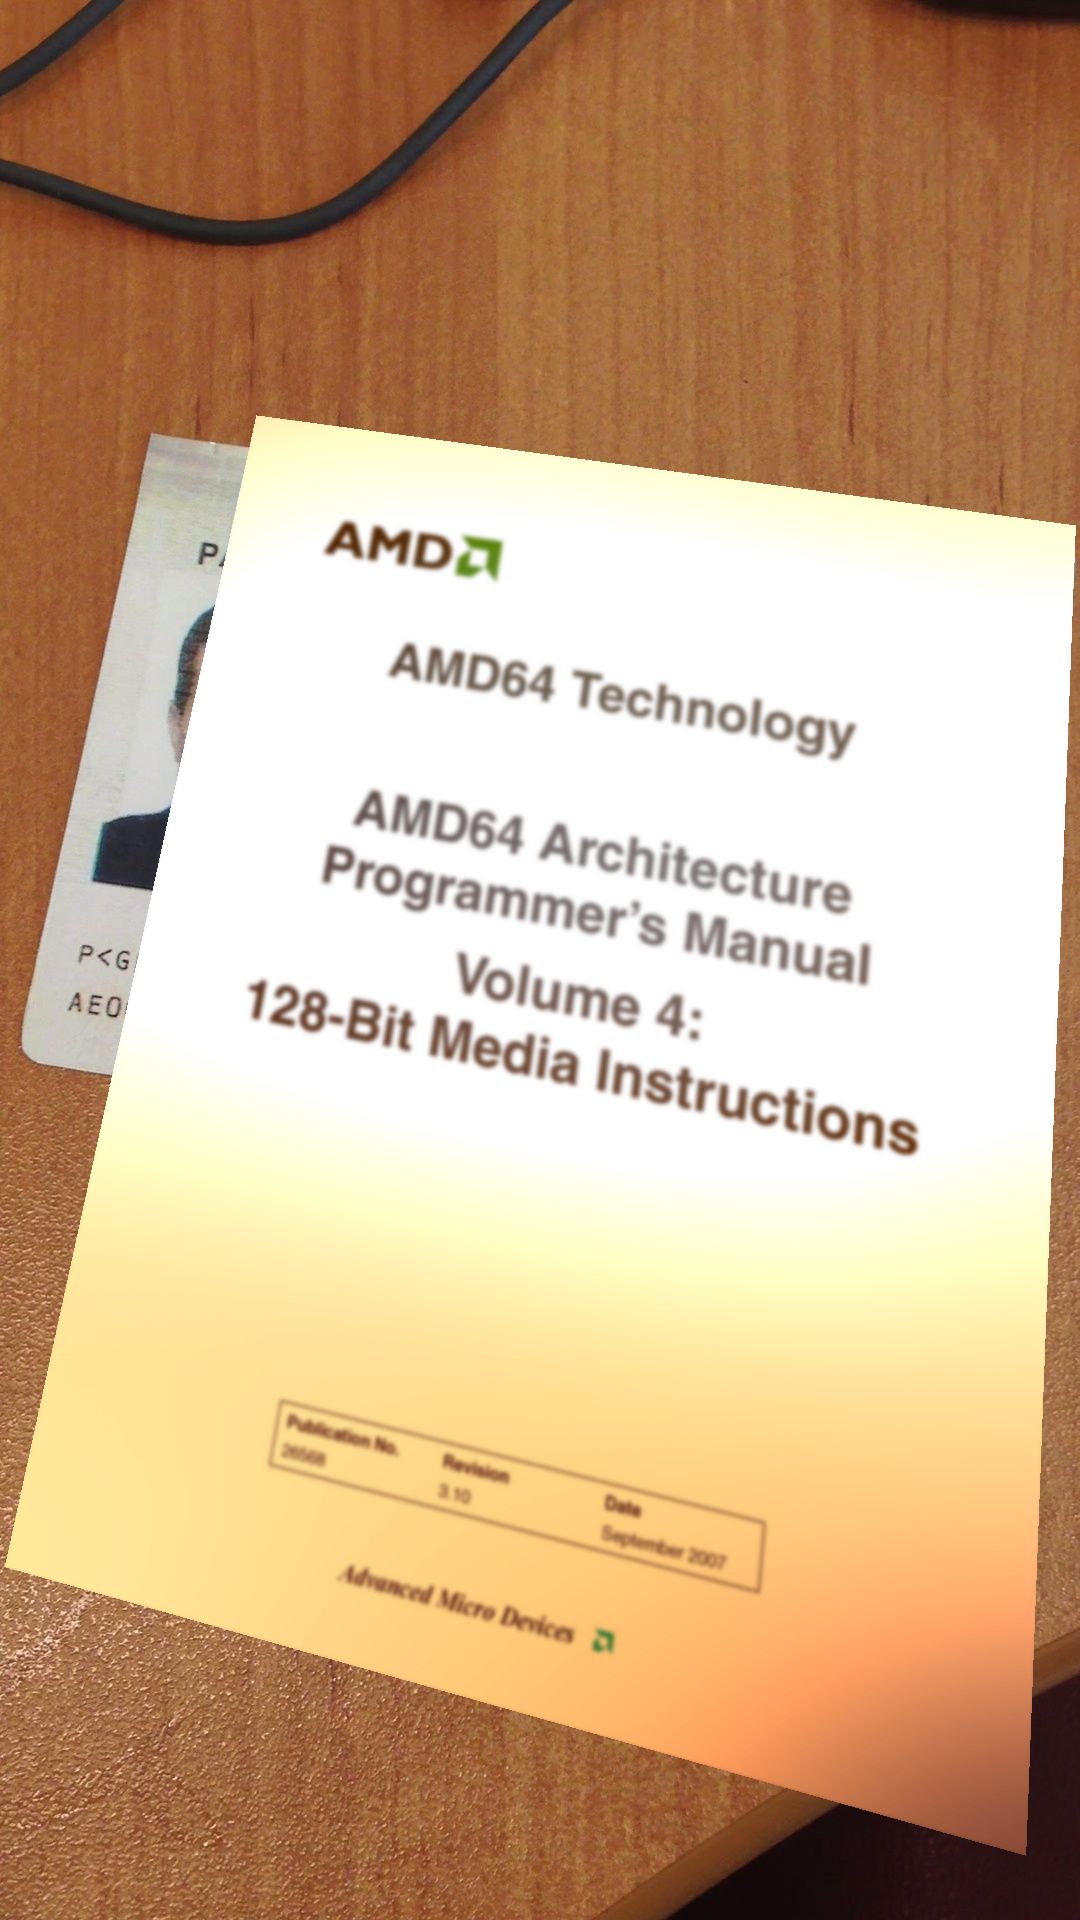 AMD
AMD64 Technology
AMD64 Architecture
Programmer's Manual
Volume 4:
128-Bit Media Instructions
Publication No. Revision Date
26568 3.10 September 2007
Advanced Micro Devices
P<G
AE0